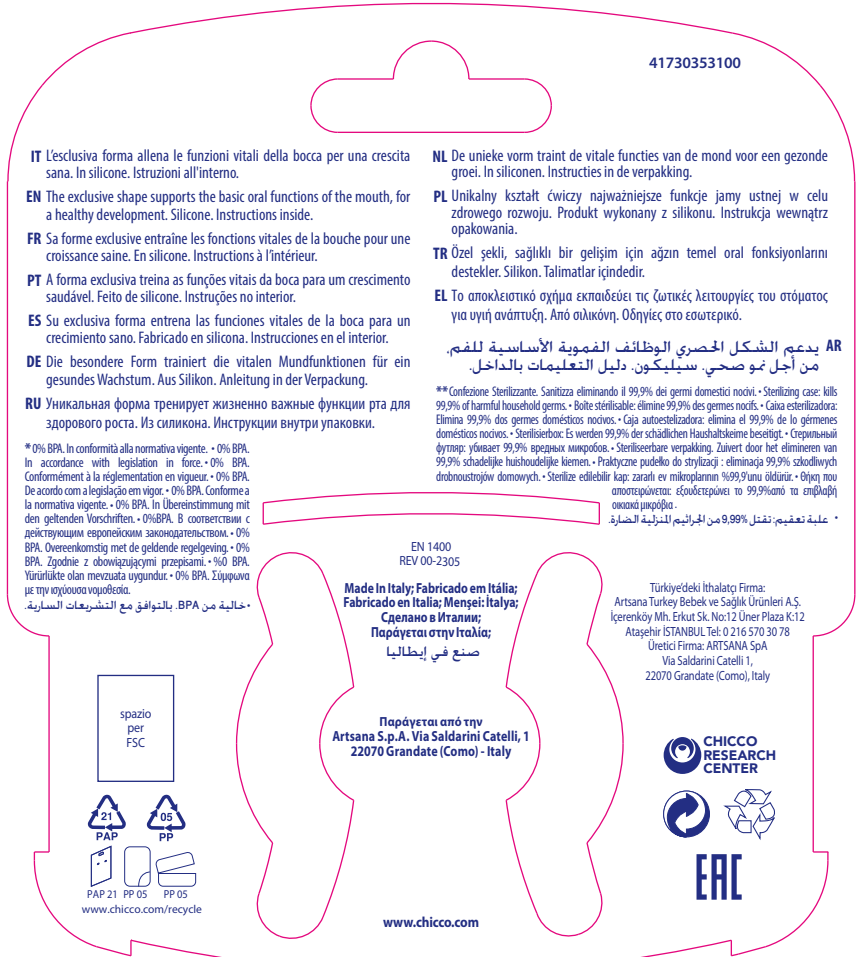 41730353100
IT L'esclusiva forma allena le funzioni vitali della bocca per una crescita
sana. In silicone. Istruzioni all'interno.
EN The exclusive shape supports the basic oral functions of the mouth, for
a healthy development. Silicone. Instructions inside.
FR Sa forme exclusive entraîne les fonctions vitales de la bouche pour une
croissance saine. En silicone. Instructions à l'intérieur.
PT A forma exclusiva treina as funções vitais da boca para um crescimento
saudável. Feito de silicone. Instruções no interior.
ES Su exclusiva forma entrena las funciones vitales de la boca para un
crecimiento sano. Fabricado en silicona. Instrucciones en el interior.
DE Die besondere Form trainiert die vitalen Mundfunktionen für ein
gesundes Wachstum. Aus Silikon. Anleitung in der Verpackung.
RU Уникальная форма тренирует жизненно важные функции рта для
здорового роста. Из силикона. Инструкции внутри упаковки.
* 0% BPA. In conformità alla normativa vigente. • 0% BPA.
In accordance with legislation in force. • 0% BPA.
Conformément à la réglementation en vigueur. • 0% BPA.
De acordo com a legislação em vigor. • 0% BPA. Conforme a
la normativa vigente. • 0% BPA. In Übereinstimmung mit
den geltenden Vorschriften. • 0%BPA. В соответствии с
действующим европейским законодательством. • 0%
BPA. Overeenkomstig met de geldende regelgeving. • 0%
BPA. Zgodnie z obowiązującymi przepisami. • %0 BPA.
Yürürlükte olan mevzuata uygundur. • 0% BPA. Σύμφωνα
με την ισχύουσα νομοθεσία.
•خالية من BPA. بالتوافق مع التشريعات السارية.
NL De unieke vorm traint de vitale functies van de mond voor een gezonde
groei. In siliconen. Instructies in de verpakking.
PL Unikalny kształt ćwiczy najważniejsze funkcje jamy ustnej w celu
zdrowego rozwoju. Produkt wykonany z silikonu. Instrukcja wewnątrz
opakowania.
TR Özel şekli, sağlıklı bir gelişim için ağzın temel oral fonksiyonlarını
destekler. Silikon. Talimatlar içindedir.
EL Το αποκλειστικό σχήμα εκπαιδεύει τις ζωτικές λειτουργίες του στόματος
για υγιή ανάπτυξη. Από σιλικόνη. Οδηγίες στο εσωτερικό.
AR يدعم الشكل الحصري الوظائف الفموية الأساسية للفم،
من أجل نمو صحي. سيليكون. دليل التعليمات بالداخل.
**Confezione Sterilizzante. Sanitizza eliminando il 99,9% dei germi domestici nocivi. • Sterilizing case: kills
99,9% of harmful household germs. • Boîte stérilisable: élimine 99,9% des germes nocifs. • Caixa esterilizadora:
Elimina 99,9% dos germes domésticos nocivos. • Caja autoestelizadora: elimina el 99,9% de lo gérmenes
domésticos nocivos. • Sterilisierbox: Es werden 99,9% der schädlichen Haushaltskeime beseitigt. • Стерильный
футляр: убивает 99,9% вредных микробов. • Steriliseerbare verpakking. Zuivert door het elimineren van
99,9% schadelijke huishoudelijke kiemen. • Praktyczne pudełko do strylizacji : eliminacja 99,9% szkodliwych
drobnoustrojów domowych. • Sterilize edilebilir kap: zararlı ev mikroplarının %99,9'unu öldürür. • Θήκη που
αποστειρώνεται: εξουδετερώνει το 99,9%από τα επιβλαβή
οικιακά μικρόβια .
• علبة تعقيم: تقتل 9,99% من الجراثيم المنزلية الضارة.
EN 1400
REV 00-2305
Made In Italy; Fabricado em Itália;
Fabricado en Italia; Menşei: İtalya;
Сделано в Италии;
Παράγεται στην Ιταλία;
صنع في إيطاليا
Παράγεται από την
Artsana S.p.A. Via Saldarini Catelli, 1
22070 Grandate (Como) - Italy
Türkiye'deki İthalatçı Firma:
Artsana Turkey Bebek ve Sağlık Ürünleri A.Ş.
İçerenköy Mh. Erkut Sk. No:12 Üner Plaza K:12
Ataşehir İSTANBUL Tel: 0 216 570 30 78
Üretici Firma: ARTSANA SpA
Via Saldarini Catelli 1,
22070 Grandate (Como), Italy
spazio
per
FSC
21
PAP
05
PP
PAP 21 PP 05 PP 05
www.chicco.com/recycle
CHICCO
RESEARCH
CENTER
EAC
www.chicco.com